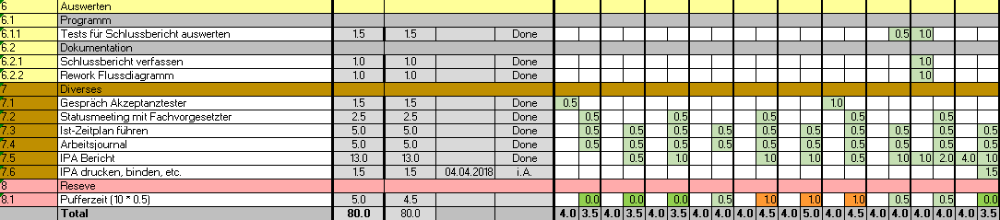 6 Auswerten
6.1 Programm
6.1.1 Tests für Schlussbericht auswerten 1.5 1.5 Done 0.5 1.0
6.2 Dokumentation
6.2.1 Schlussbericht verfassen 1.0 1.0 Done 1.0
6.2.2 Rework Flussdiagramm 1.0 1.0 Done 1.0
7 Diverses
7.1 Gespräch Akzeptanztester 1.5 1.5 Done 0.5 1.0
7.2 Statusmeeting mit Fachvorgesetzter 2.5 2.5 Done 0.5 0.5 0.5 0.5 0.5
7.3 Ist-Zeitplan führen 5.0 5.0 Done 0.5 0.5 0.5 0.5 0.5 0.5 0.5 0.5 0.5 0.5
7.4 Arbeitsjournal 5.0 5.0 Done 0.5 0.5 0.5 0.5 0.5 0.5 0.5 0.5 0.5 0.5
7.5 IPA Bericht 13.0 13.0 Done 0.5 1.0 0.5 1.0 0.5 1.0 1.0 2.0 4.0 1.0
7.6 IPA drucken, binden, etc. 1.5 1.5 04.04.2018 i.A. 1.5
8 Reseve
8.1 Pufferzeit (10 * 0.5) 5.0 4.5 0.0 0.0 0.0 0.5 1.0 1.0 1.0 0.5 0.5 0.0
Total 80.0 80.0 4.0 3.5 4.0 3.5 4.0 3.5 4.0 4.0 4.0 4.5 4.0 5.0 4.0 4.5 4.0 4.0 4.0 4.0 4.0 3.5